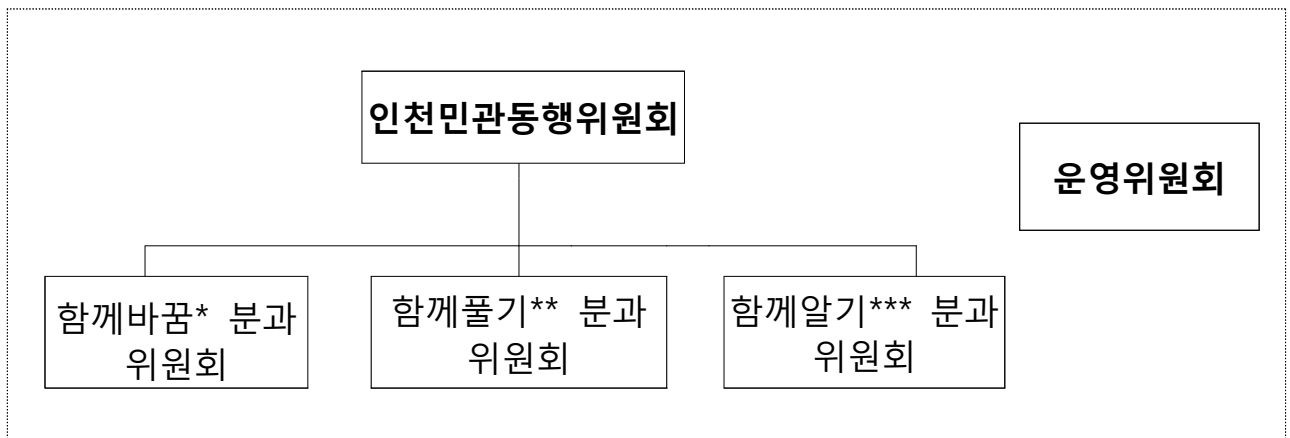 인천민관동행위원회
운영위원회
함께바꿈* 분과
위원회
함께풀기** 분과
위원회
함께알기*** 분과
위원회